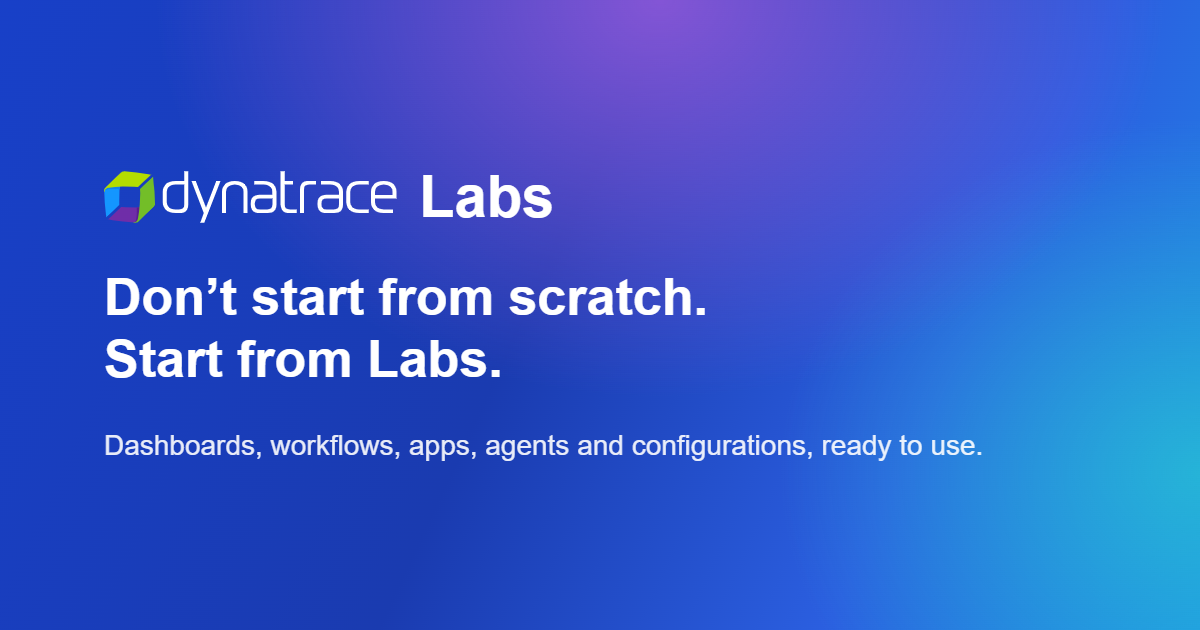 dynatrace Labs
Don’t start from scratch.
Start from Labs.
Dashboards, workflows, apps, agents and configurations, ready to use.